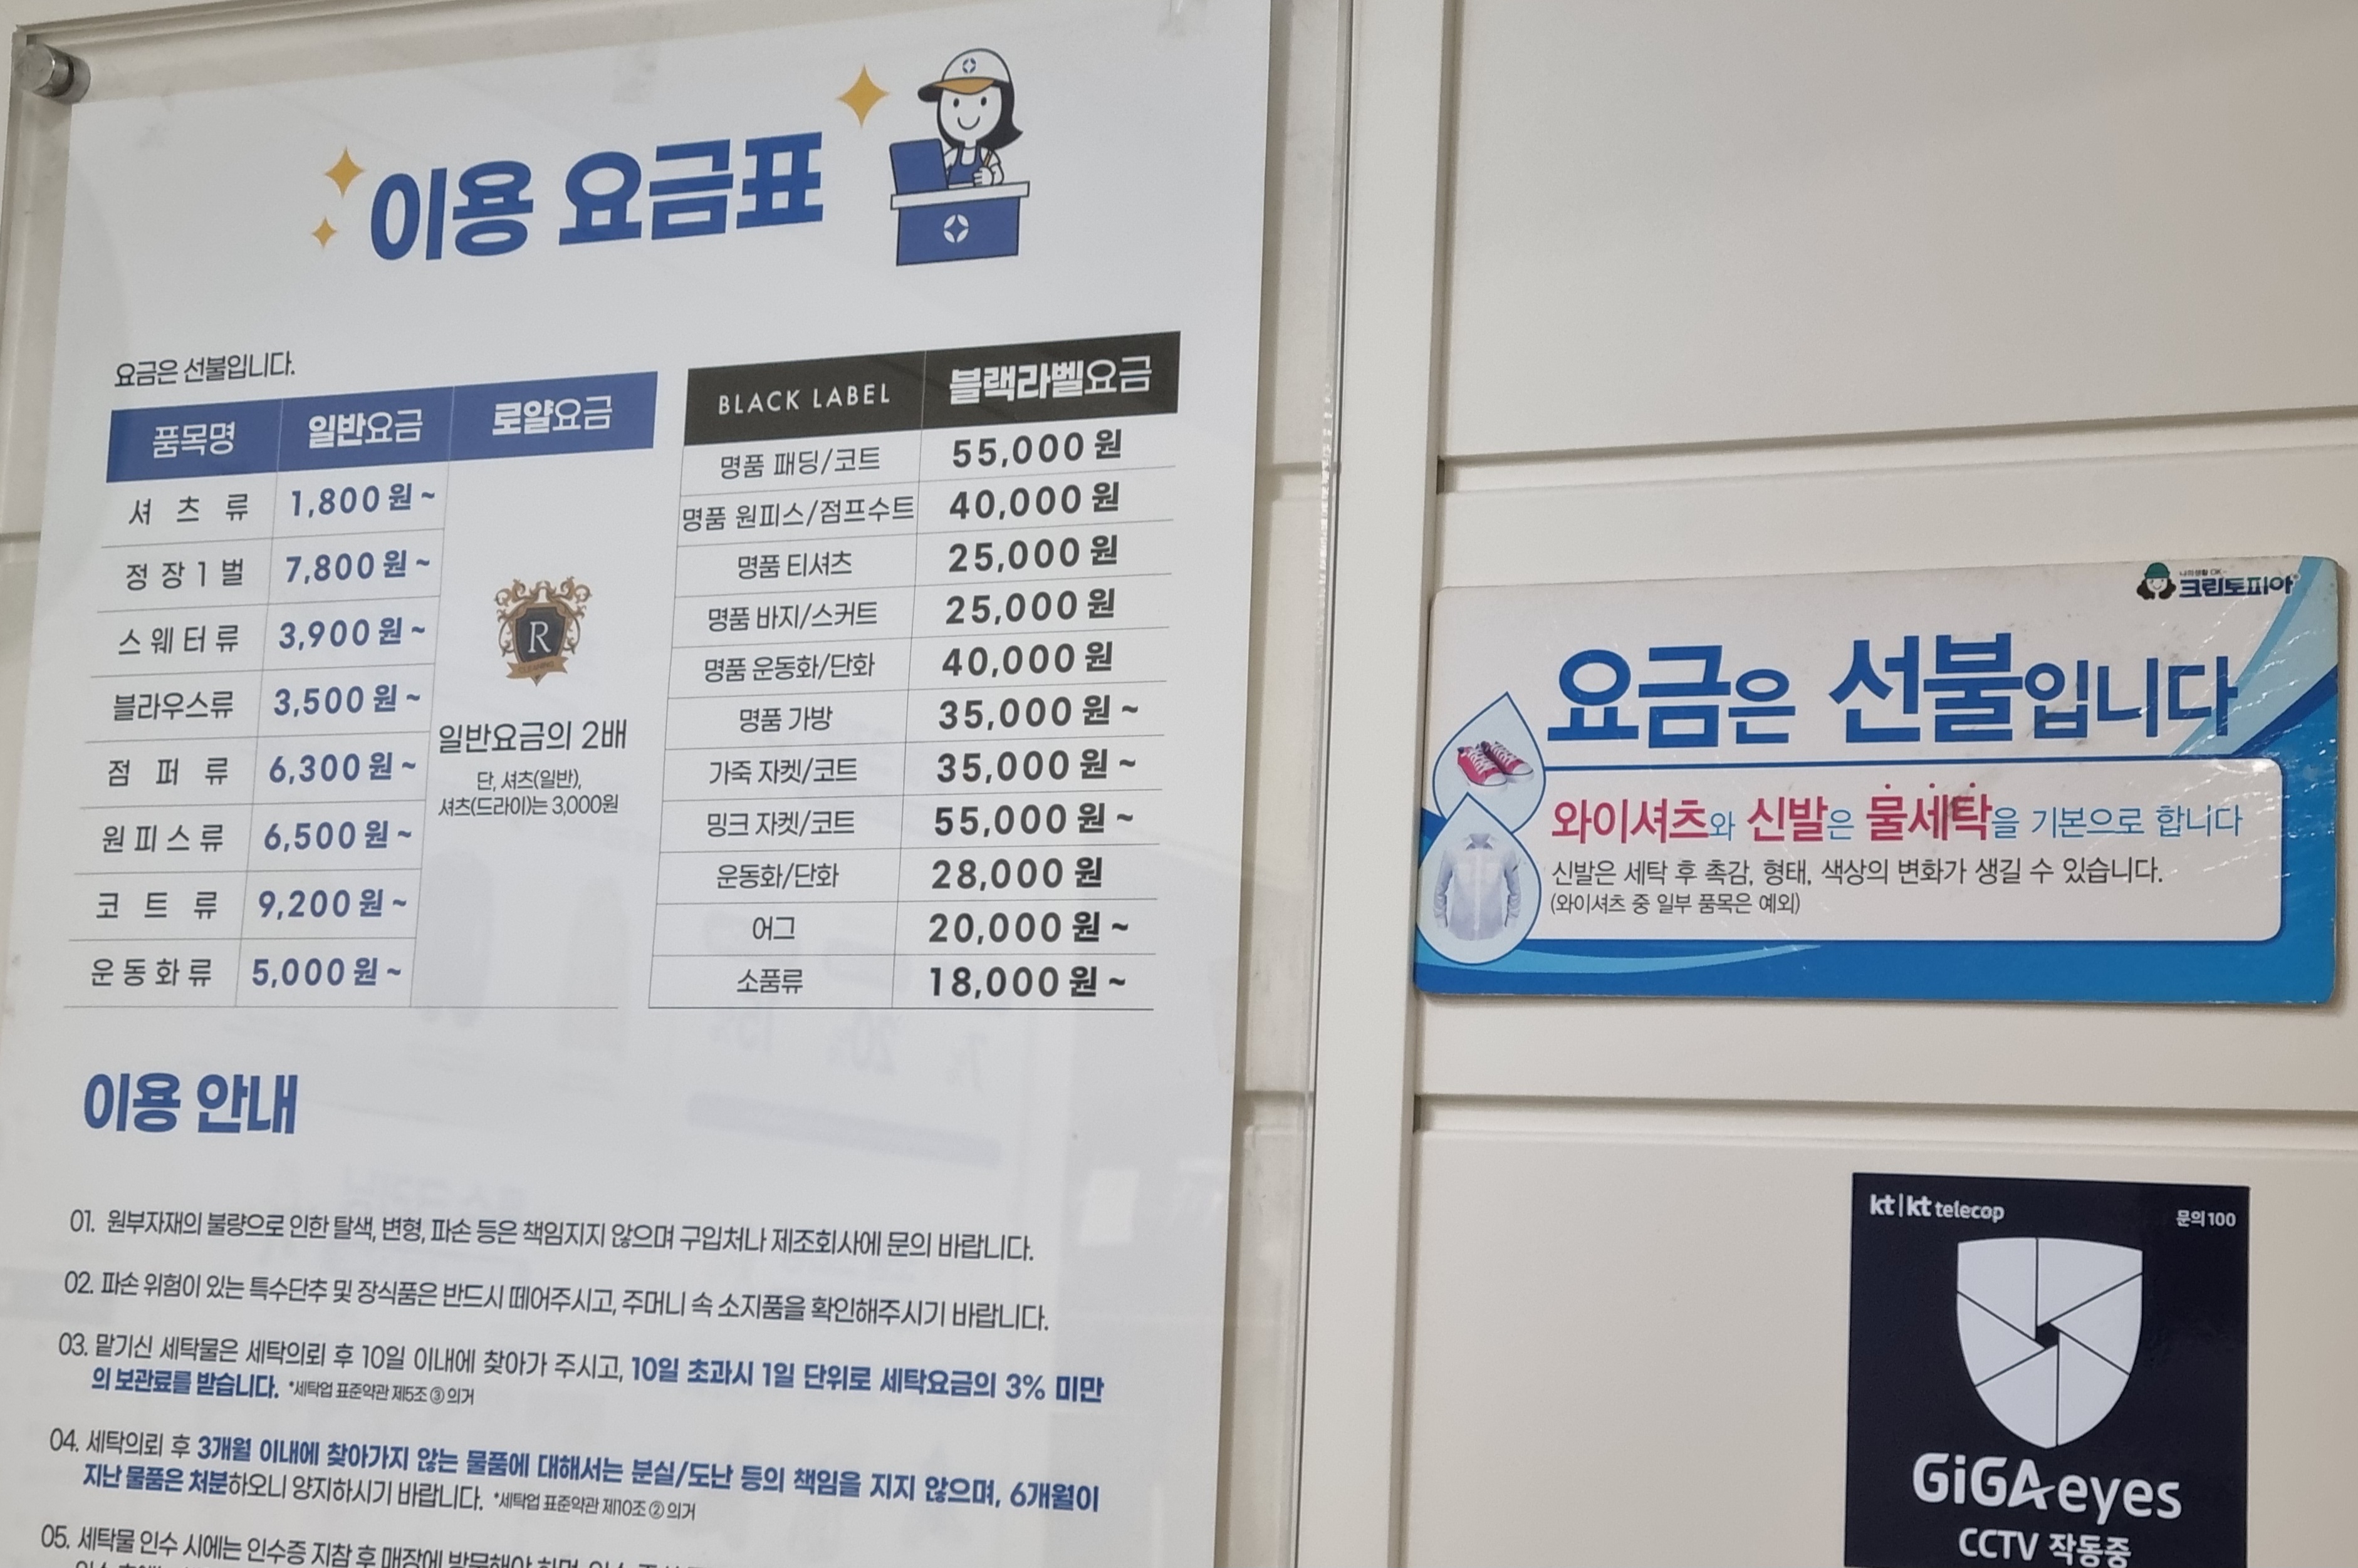 이용 요금표
요금은 선불입니다.
품목명 일반요금 로얄요금
셔츠류 1,800원~
정장1벌 7,800원~
스웨터류 3,900원~
블라우스류 3,500원~
점퍼류 6,300원~
원피스류 6,500원~
코트류 9,200원~
운동화류 5,000원~
R
CLEANING
일반요금의 2배
단, 셔츠(일반),
셔츠(드라이)는 3,000원
BLACK LABEL 블랙라벨요금
명품 패딩/코트 55,000원
명품 원피스/점프수트 40,000원
명품 티셔츠 25,000원
명품 바지/스커트 25,000원
명품 운동화/단화 40,000원
명품 가방 35,000원~
가죽 자켓/코트 35,000원~
밍크 자켓/코트 55,000원~
운동화/단화 28,000원
어그 20,000원~
소품류 18,000원~
이용 안내
01. 원부자재의 불량으로 인한 탈색, 변형, 파손 등은 책임지지 않으며 구입처나 제조회사에 문의 바랍니다.
02. 파손 위험이 있는 특수단추 및 장식품은 반드시 떼어주시고, 주머니 속 소지품을 확인해주시기 바랍니다.
03. 맡기신 세탁물은 세탁의뢰 후 10일 이내에 찾아가 주시고, 10일 초과시 1일 단위로 세탁요금의 3% 미만
의 보관료를 받습니다. *세탁업 표준약관 제5조 ③ 의거
04. 세탁의뢰 후 3개월 이내에 찾아가지 않는 물품에 대해서는 분실/도난 등의 책임을 지지 않으며, 6개월이
지난 물품은 처분하오니 양지하시기 바랍니다. *세탁업 표준약관 제10조 ② 의거
05. 세탁물 인수 시에는 인수증 지참 후 매장에 방문해야 하며,
크린토피아
요금은 선불입니다
와이셔츠와 신발은 물세탁을 기본으로 합니다
신발은 세탁 후 촉감, 형태, 색상의 변화가 생길 수 있습니다.
(와이셔츠 중 일부 품목은 예외)
kt | kt telecop 문의 100
GiGAeyes
CCTV 작동중